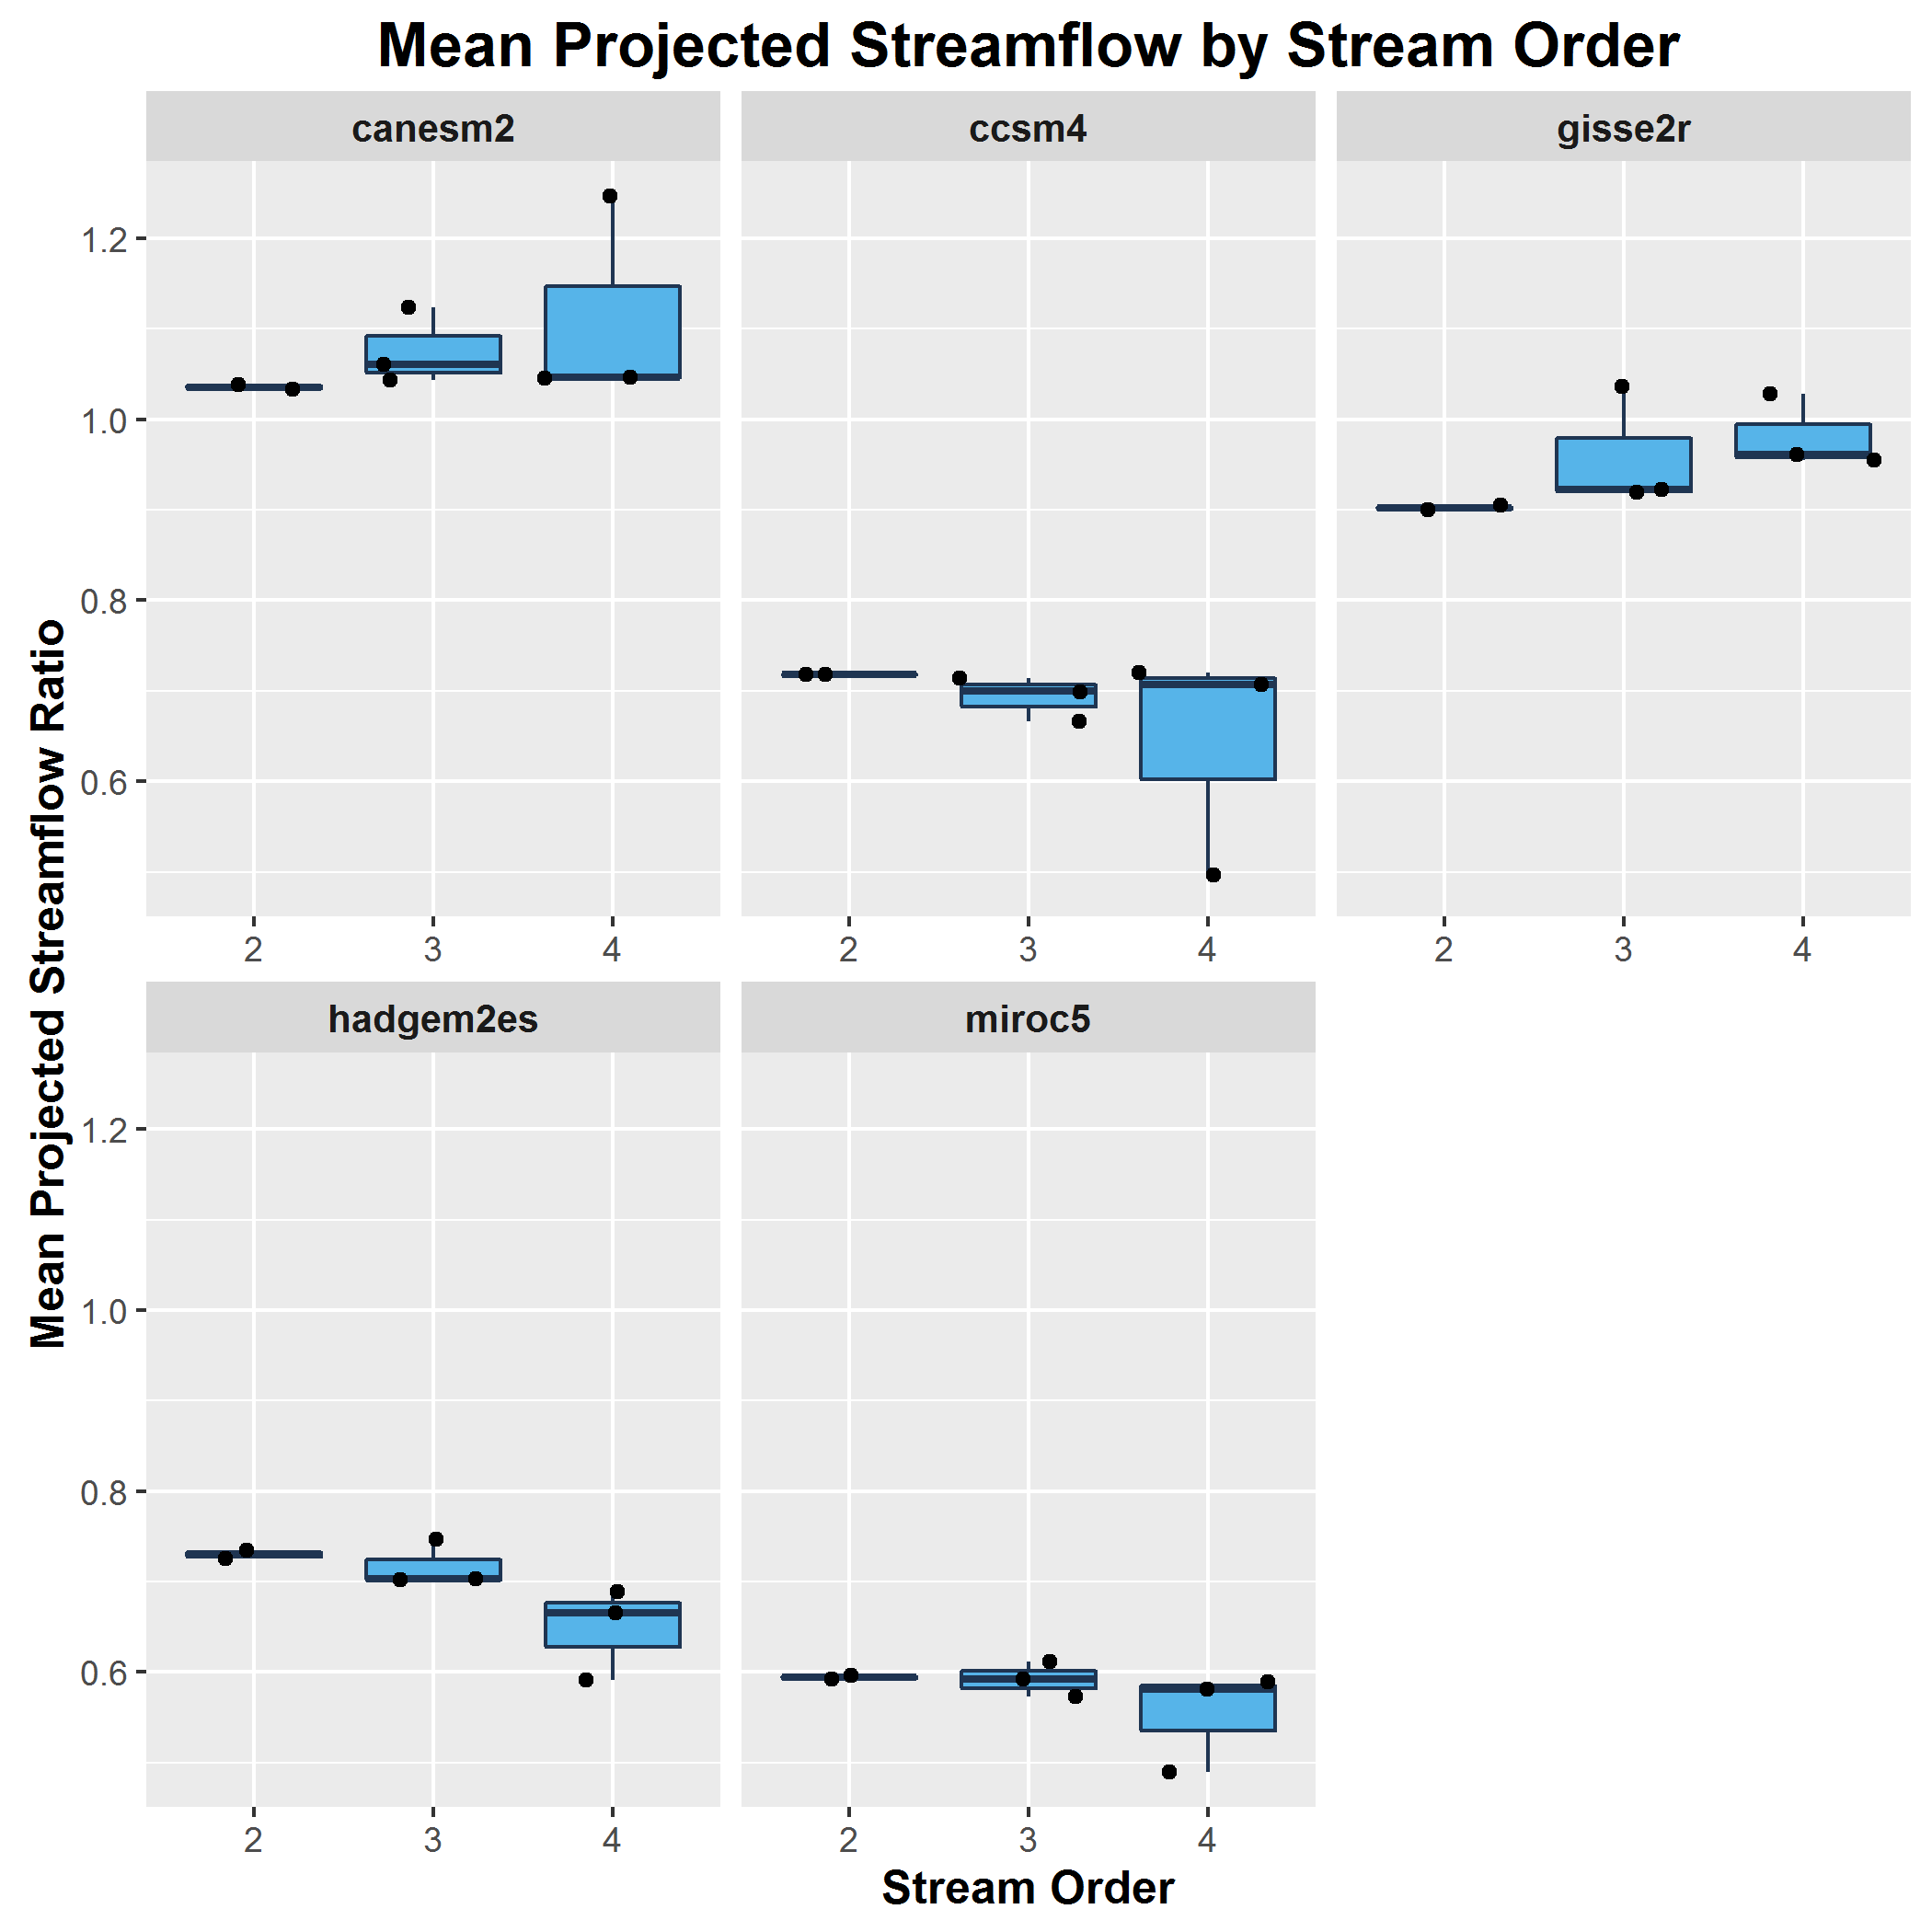 Mean Projected Streamflow by Stream Order
canesm2
ccsm4
gisse2r
1.2
1.0
0.8
0.6
2 3 4
2 3 4
2 3 4
Mean Projected Streamflow Ratio
hadgem2es
miroc5
1.2
1.0
0.8
0.6
2 3 4
2 3 4
Stream Order